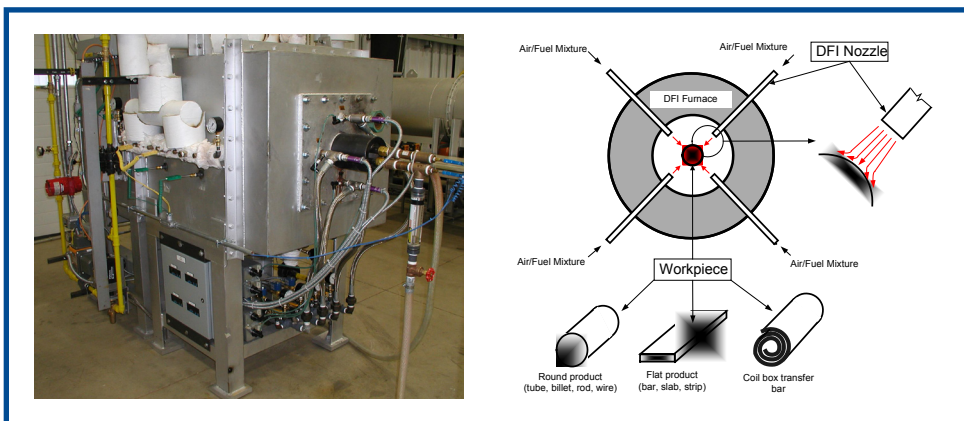 Air/Fuel Mixture
Air/Fuel Mixture
DFI Nozzle
DFI Furnace
Air/Fuel Mixture
Air/Fuel Mixture
Workpiece
Round product
(tube, billet, rod, wire)
Flat product
(bar, slab, strip)
Coil box transfer
bar